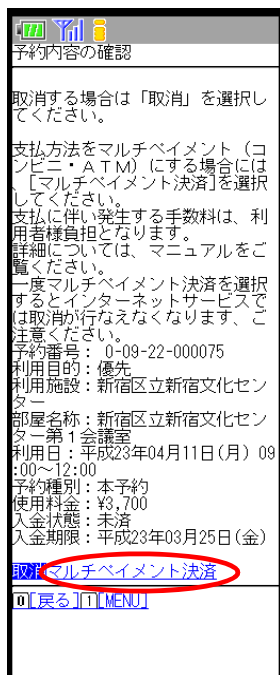 予約内容の確認
取消する場合は「取消」を選択し
てください。
支払方法をマルチペイメント（コ
ンビニ・ＡＴＭ）にする場合には
、[マルチペイメント決済]を選択
してください。
支払に伴い発生する手数料は、利
用者様負担となります。
詳細については、マニュアルをご
覧ください。
一度マルチペイメント決済を選択
するとインターネットサービスで
は取消が行なえなくなります、ご
注意ください。
予約番号： 0-09-22-000075
利用目的：優先
利用施設：新宿区立新宿文化セン
ター
部屋名称：新宿区立新宿文化セン
ター第１会議室
利用日：平成23年04月11日(月) 09
:00～12:00
予約種別：本予約
使用料金：¥3,700
入金状態：未済
入金期限：平成23年03月25日(金)
取消マルチペイメント決済
0[戻る]1[MENU]